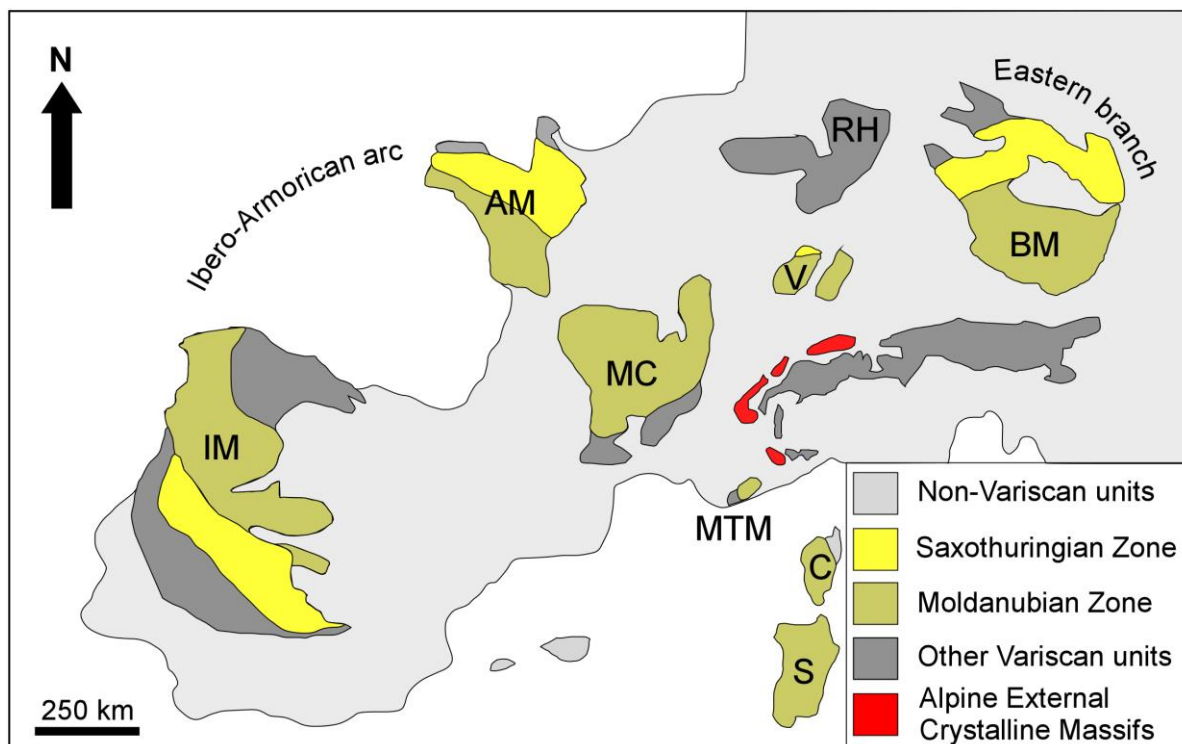 N
Ibero-Armorican arc
Eastern branch
RH
AM
BM
V
MC
IM
MTM
C
S
250 km
Non-Variscan units
Saxothuringian Zone
Moldanubian Zone
Other Variscan units
Alpine External
Crystalline Massifs